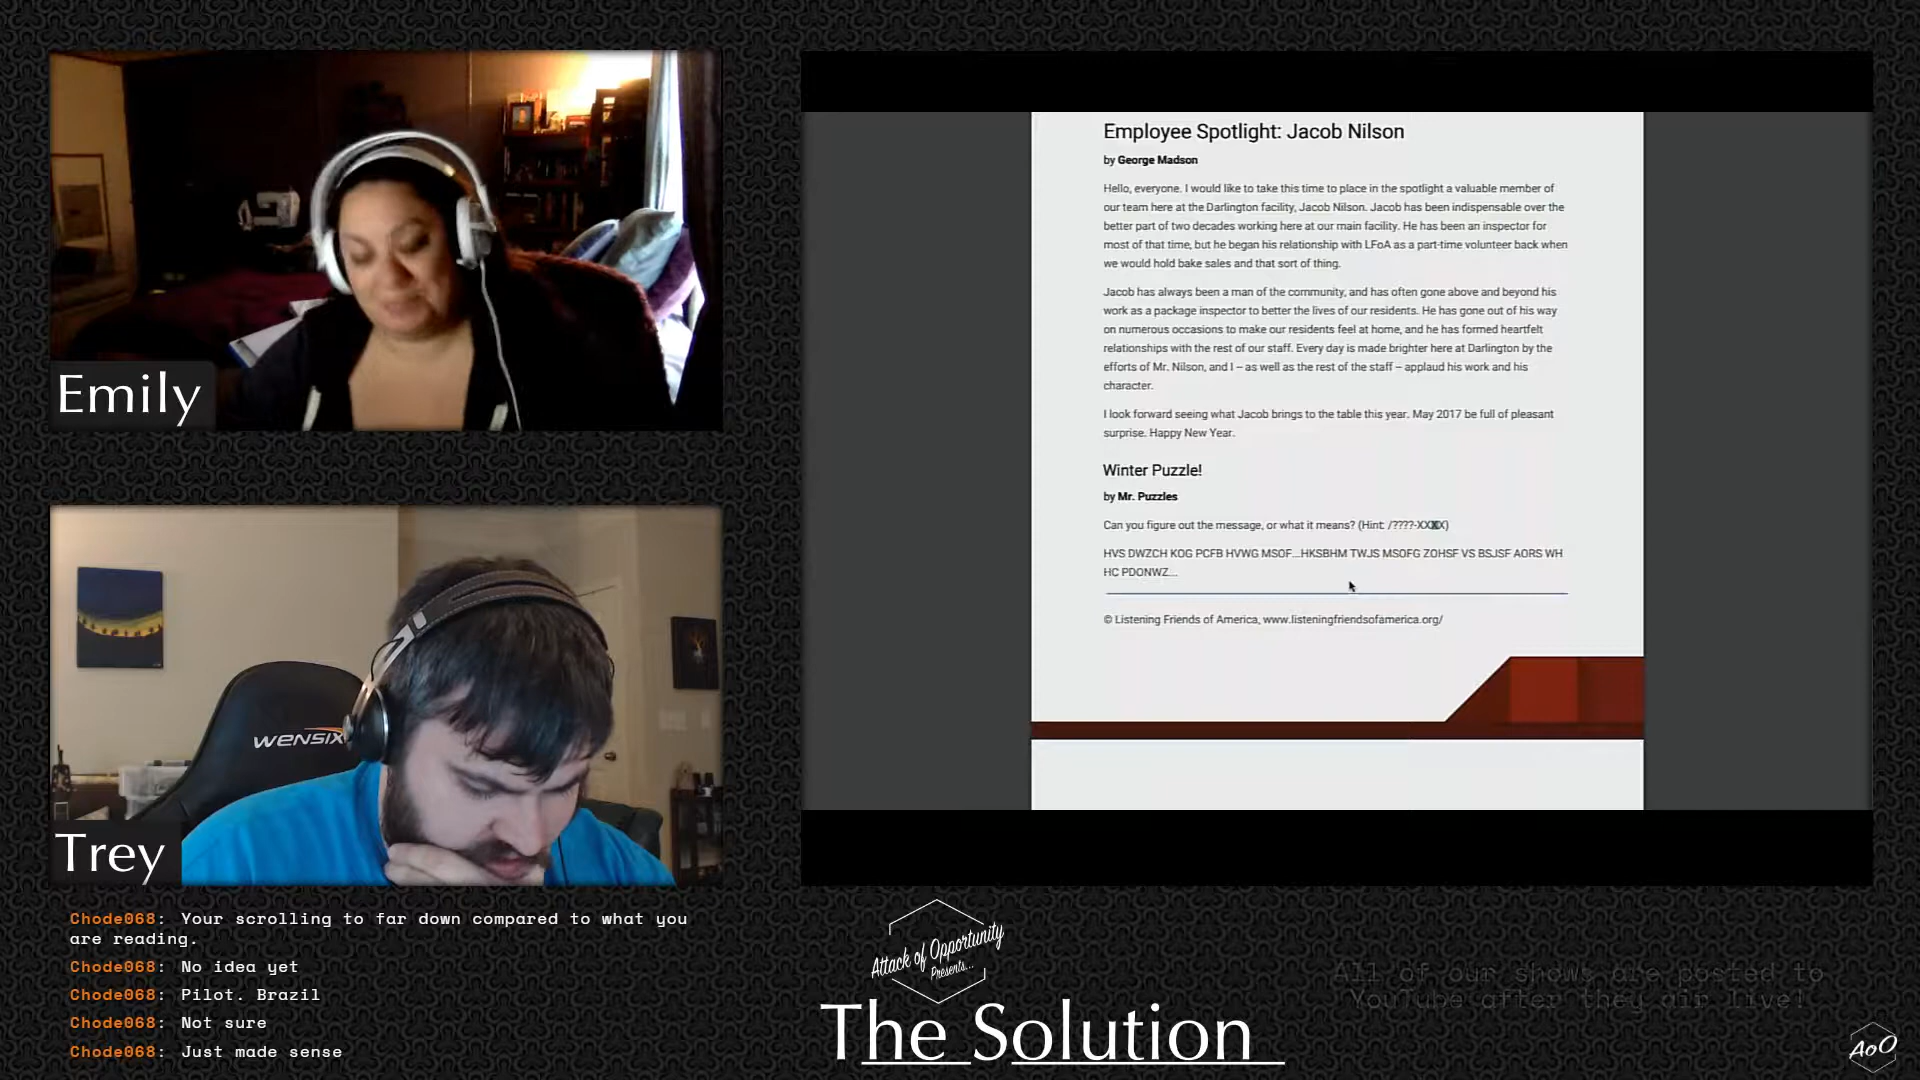 Employee Spotlight: Jacob Nilson
by George Madson
Hello, everyone. I would like to take this time to place in the spotlight a valuable member of
our team here at the Darlington facility, Jacob Nilson. Jacob has been indispensable over the
better part of two decades working here at our main facility. He has been an inspector for
most of that time, but he began his relationship with LFoA as a part-time volunteer back when
we would hold bake sales and that sort of thing.
Jacob has always been a man of the community, and has often gone above and beyond his
work as a package inspector to better the lives of our residents. He has gone out of his way
on numerous occasions to make our residents feel at home, and he has formed heartfelt
relationships with the rest of our staff. Every day is made brighter here at Darlington by the
efforts of Mr. Nilson, and I – as well as the rest of the staff – applaud his work and his
character.
I look forward seeing what Jacob brings to the table this year. May 2017 be full of pleasant
surprise. Happy New Year.
Winter Puzzle!
by Mr. Puzzles
Can you figure out the message, or what it means? (Hint: /????-XXXX)
HVS DWZCH KOG PCFB HVWG MSOF...HKSBHM TWJS MSOFG ZOHSF VS BSJSF AORS WH
HC PDONWZ...
© Listening Friends of America, www.listeningfriendsofamerica.org/
Emily
WENSIX
Trey
Chode068: Your scrolling to far down compared to what you
are reading.
Chode068: No idea yet
Chode068: Pilot. Brazil
Chode068: Not sure
Chode068: Just made sense
Attack of Opportunity
Presents...
The Solution
All of our shows are posted to
YouTube after they air live!
AoO